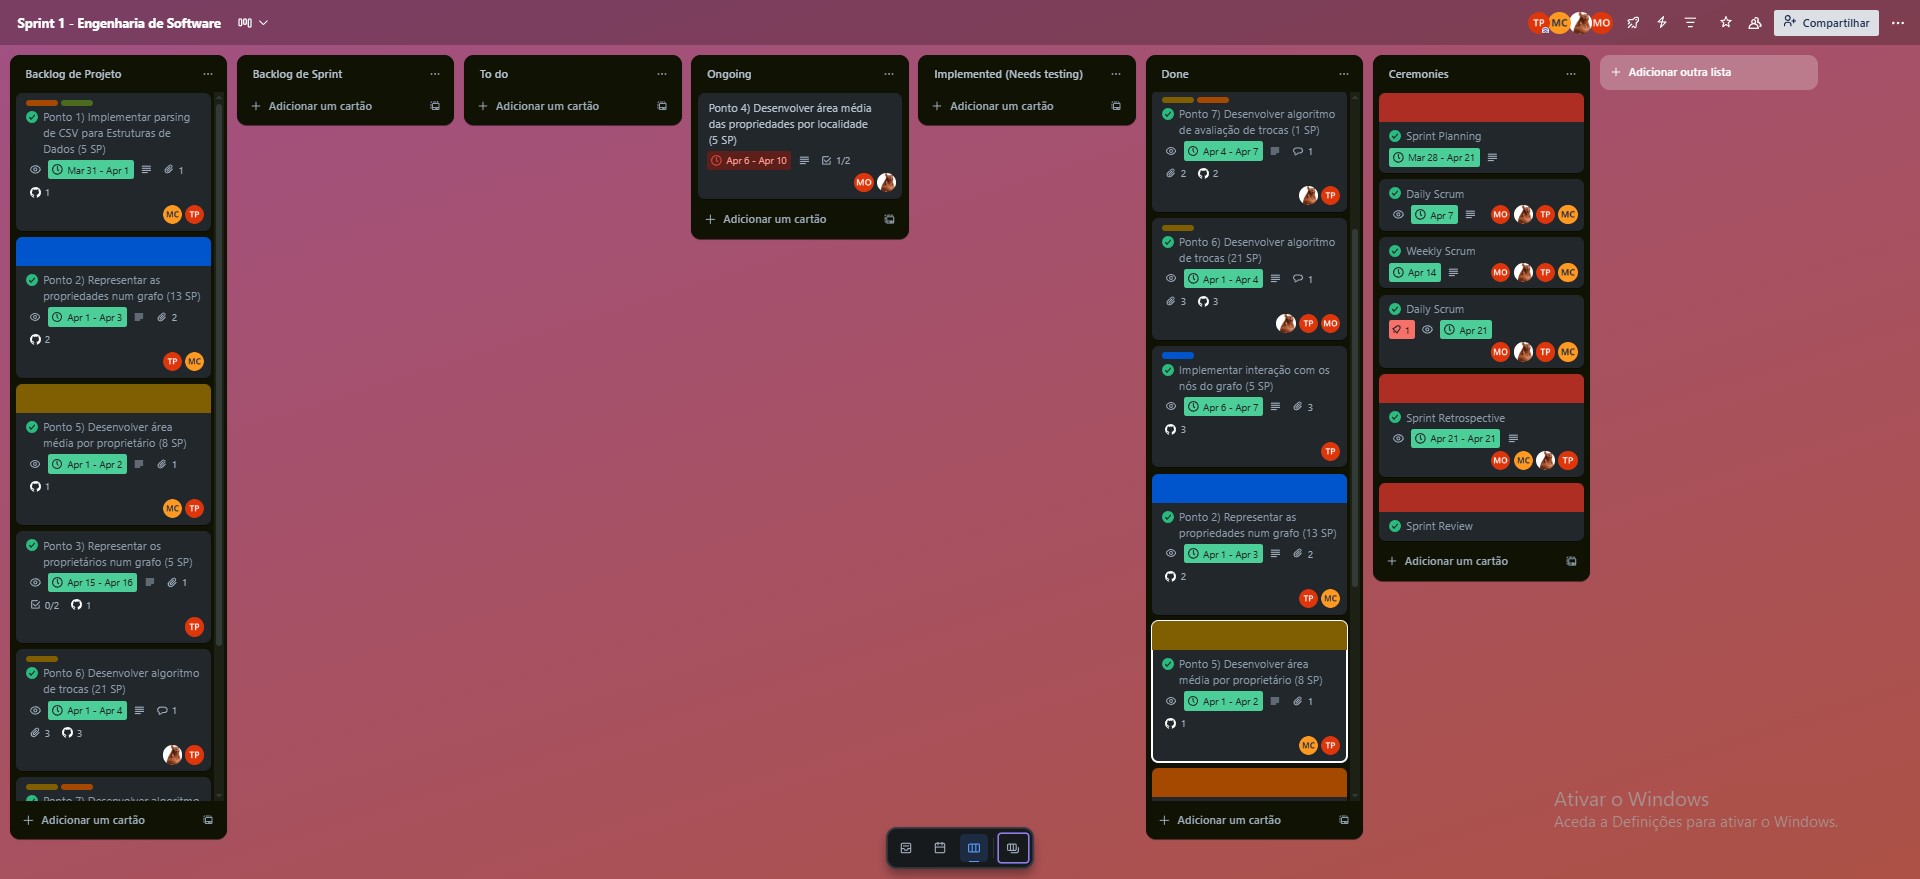 Sprint 1 - Engenharia de Software
TP MC MO
Compartilhar
Backlog de Projeto
Ponto 1) Implementar parsing
de CSV para Estruturas de
Dados (5 SP)
Mar 31 - Apr 1
1
1
MC TP
Ponto 2) Representar as
propriedades num grafo (13 SP)
Apr 1 - Apr 3
2
2
TP MC
Ponto 5) Desenvolver área
média por proprietário (8 SP)
Apr 1 - Apr 2
1
1
MC TP
Ponto 3) Representar os
proprietários num grafo (5 SP)
Apr 15 - Apr 16
1
0/2 1
TP
Ponto 6) Desenvolver algoritmo
de trocas (21 SP)
Apr 1 - Apr 4
1
3 3
TP
Ponto 7) Desenvolver algoritmo
Adicionar um cartão
Backlog de Sprint
Adicionar um cartão
To do
Adicionar um cartão
Ongoing
Ponto 4) Desenvolver área média
das propriedades por localidade
(5 SP)
Apr 6 - Apr 10
1/2
MO
Adicionar um cartão
Implemented (Needs testing)
Adicionar um cartão
Done
Ponto 7) Desenvolver algoritmo
de avaliação de trocas (1 SP)
Apr 4 - Apr 7
1
2 2
TP
Ponto 6) Desenvolver algoritmo
de trocas (21 SP)
Apr 1 - Apr 4
1
3 3
TP MO
Implementar interação com os
nós do grafo (5 SP)
Apr 6 - Apr 7
3
3
TP
Ponto 2) Representar as
propriedades num grafo (13 SP)
Apr 1 - Apr 3
2
2
TP MC
Ponto 5) Desenvolver área
média por proprietário (8 SP)
Apr 1 - Apr 2
1
1
MC TP
Adicionar um cartão
Ceremonies
Sprint Planning
Mar 28 - Apr 21
Daily Scrum
Apr 7
MO TP MC
Weekly Scrum
Apr 14
MO TP MC
Daily Scrum
1 Apr 21
MO TP MC
Sprint Retrospective
Apr 21 - Apr 21
MO MC TP
Sprint Review
Adicionar um cartão
Adicionar outra lista
Ativar o Windows
Aceda a Definições para ativar o Windows.